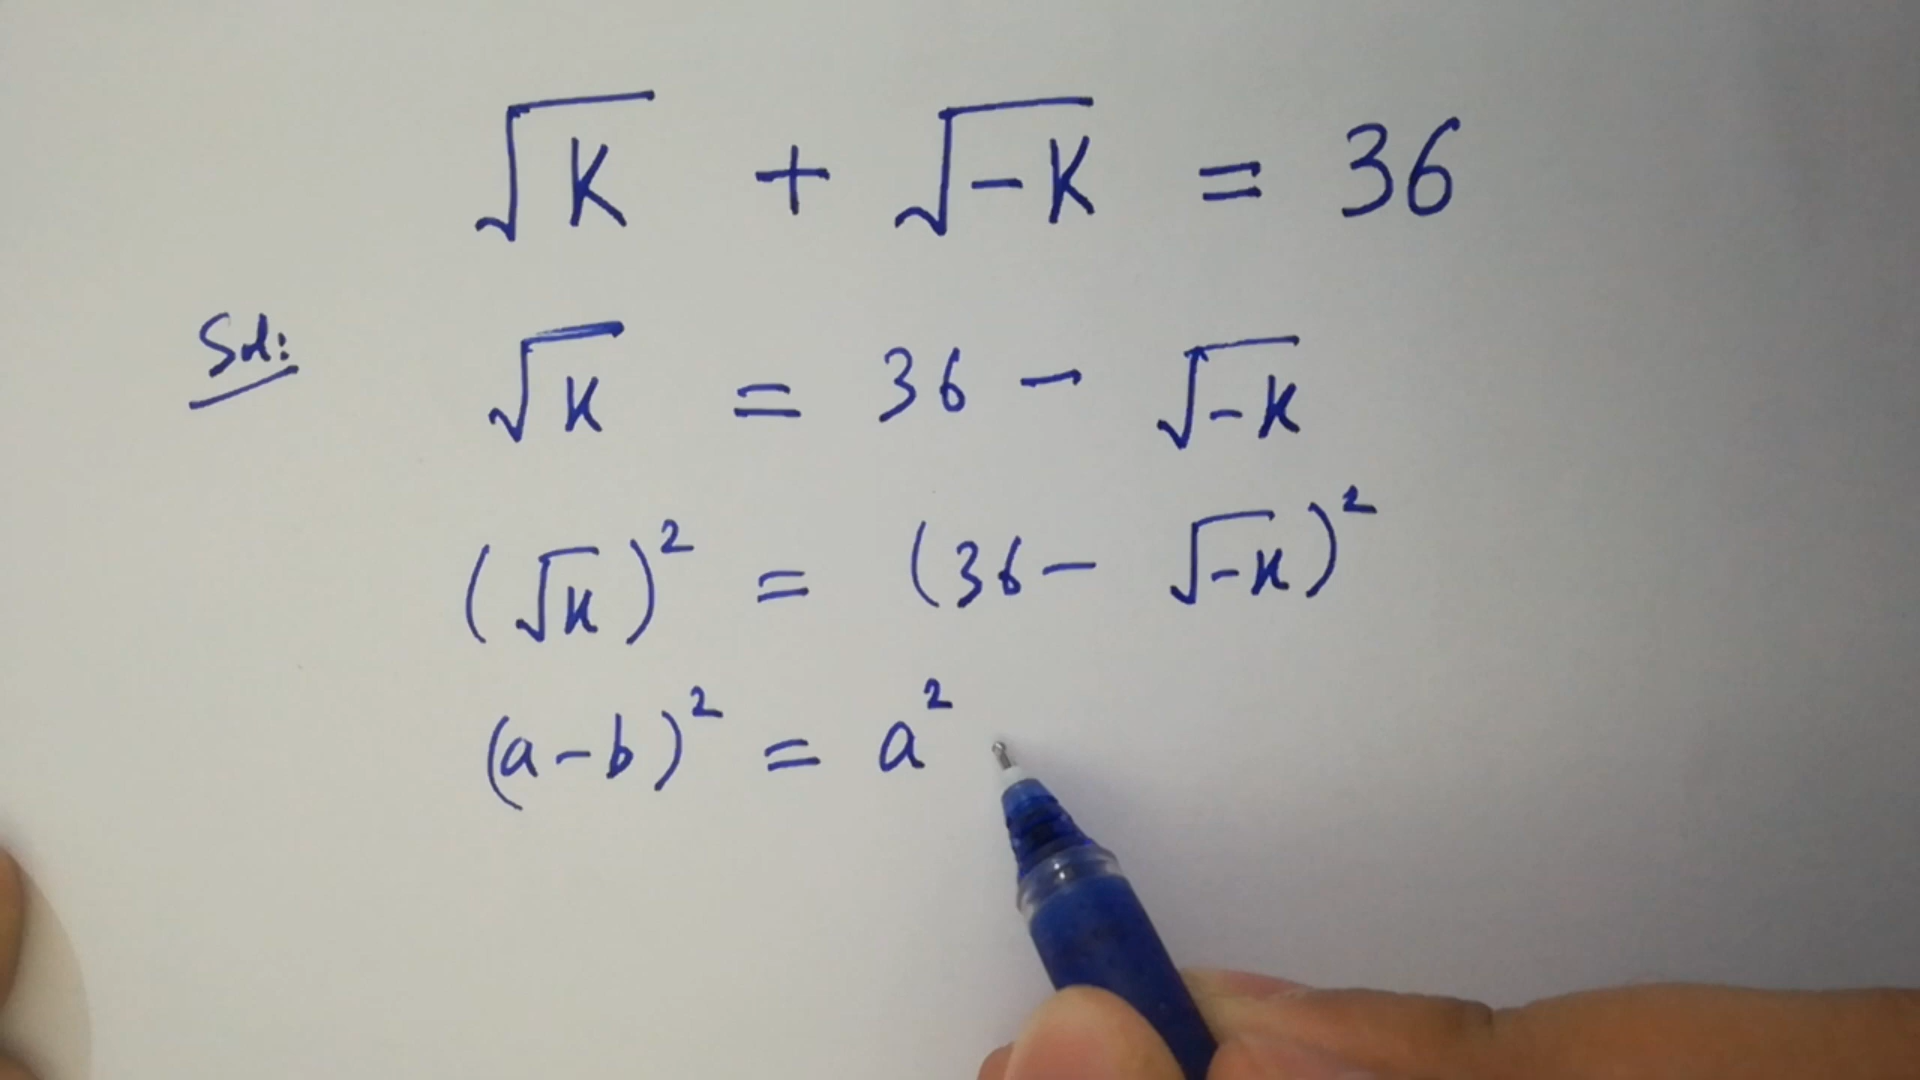 √K + √-K = 36
Sol:
√K = 36 - √-K
(√K)² = (36 - √-K)²
(a-b)² = a²